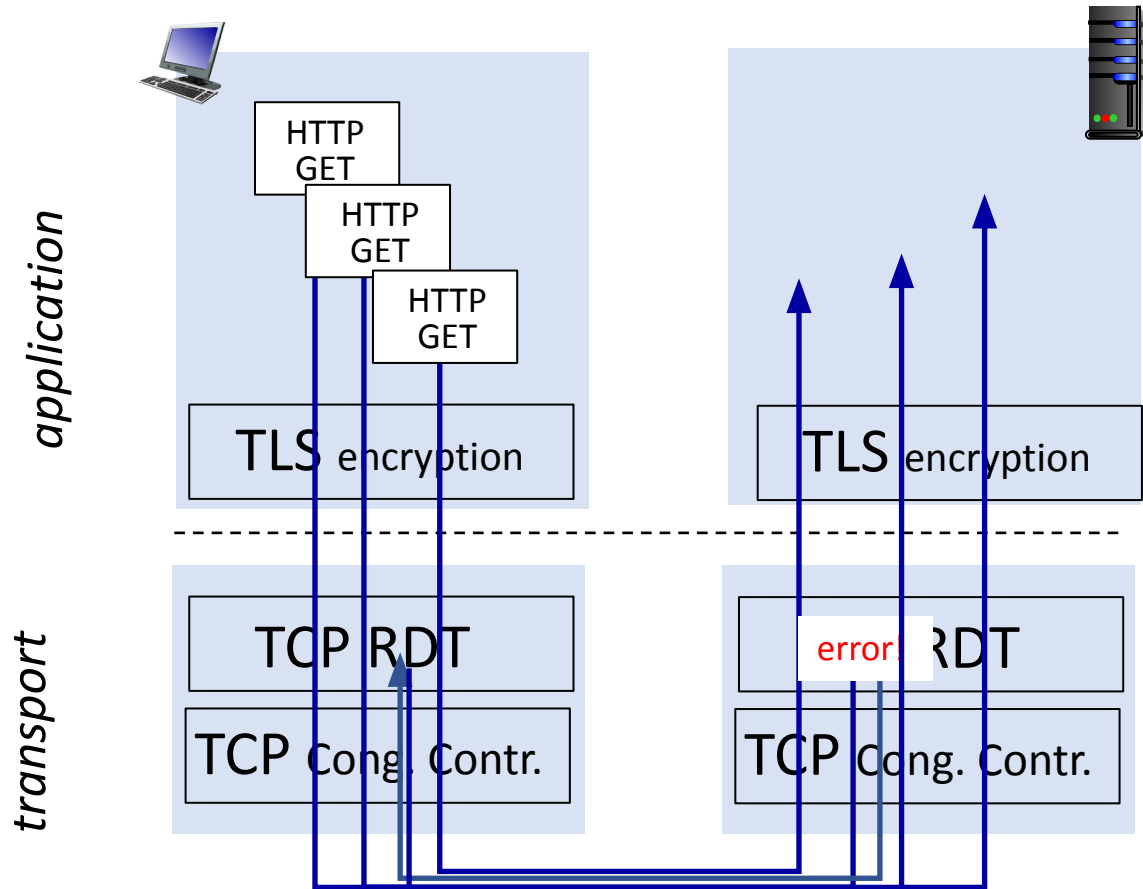 application
HTTP
GET
HTTP
GET
HTTP
GET
TLS encryption
TLS encryption
transport
TCP RDT
error! RDT
TCP Cong. Contr.
TCP Cong. Contr.